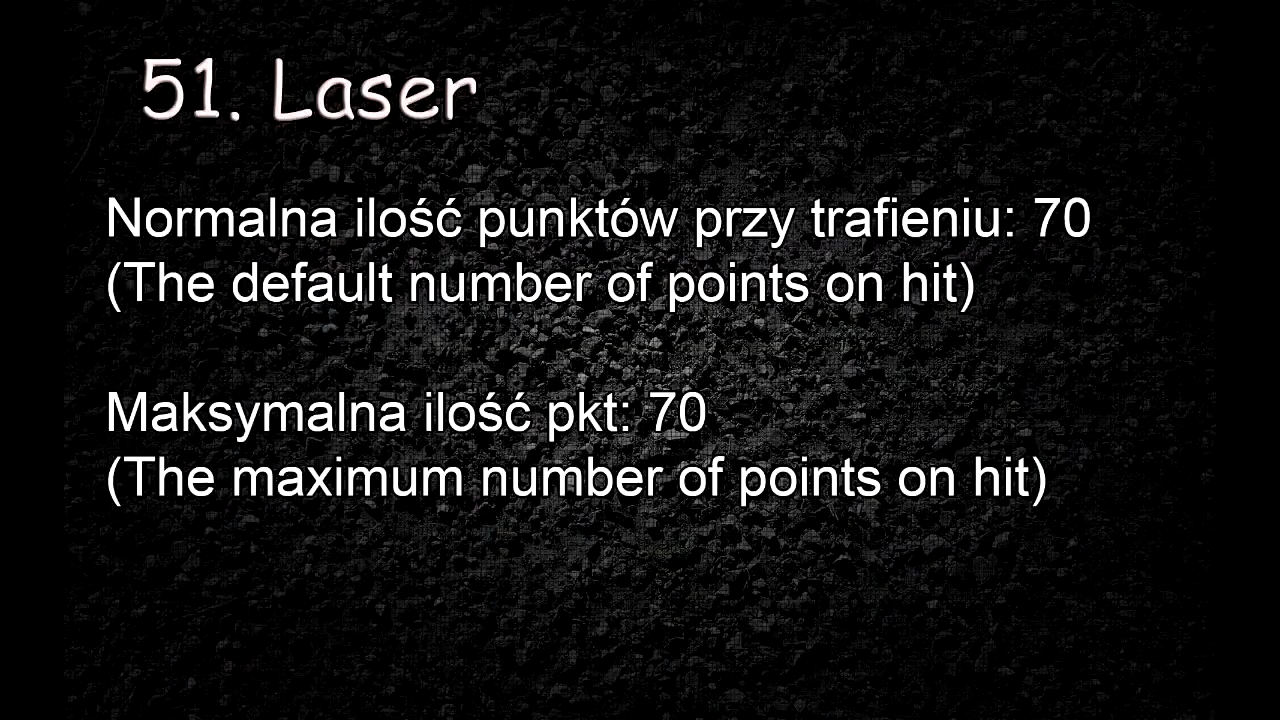 51. Laser
Normalna ilość punktów przy trafieniu: 70
(The default number of points on hit)
Maksymalna ilość pkt: 70
(The maximum number of points on hit)